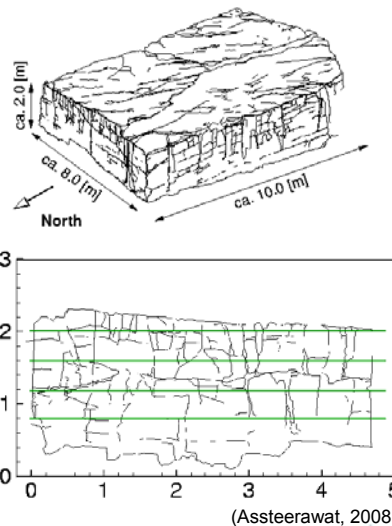 ca. 2.0 [m]
ca. 8.0 [m]
ca. 10.0 [m]
North
3
2
1
0
0 1 2 3 4 5
(Assteerawat, 2008